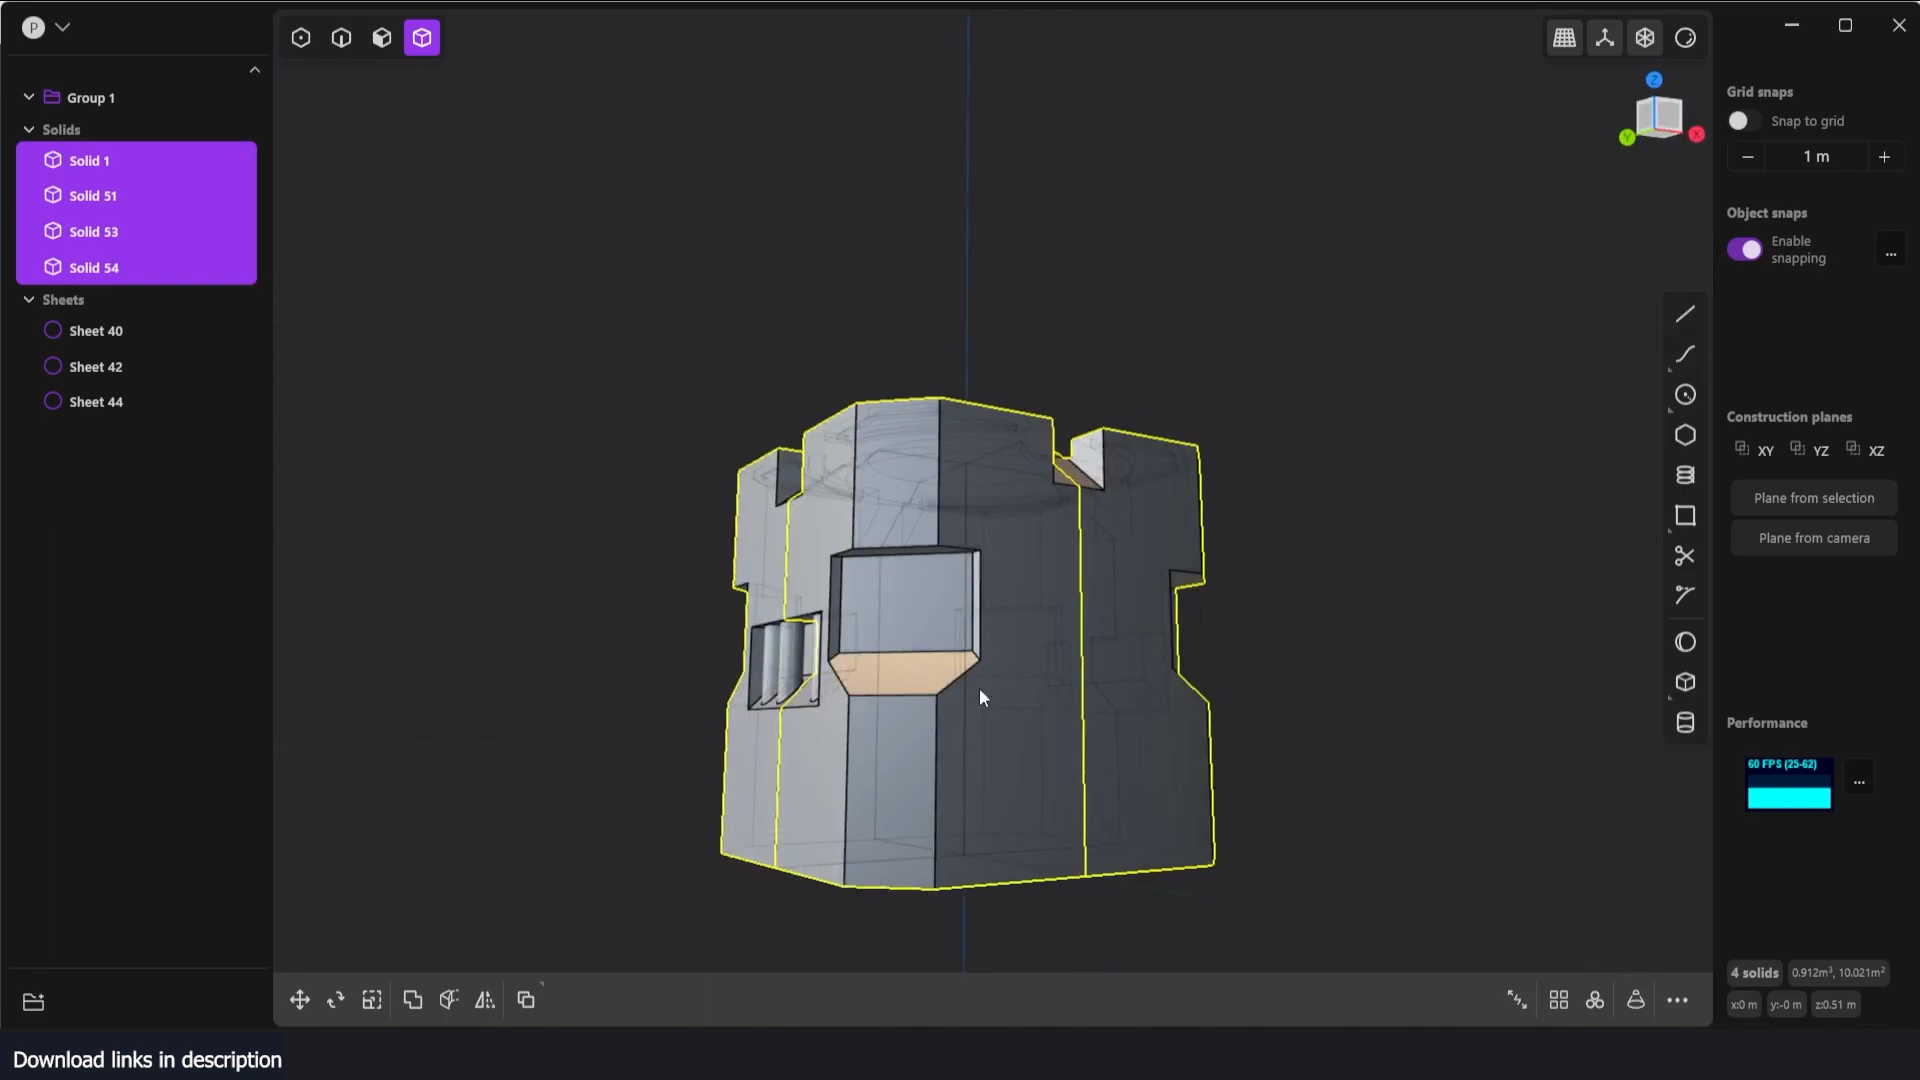 P
Group 1
Solids
Solid 1
Solid 51
Solid 53
Solid 54
Sheets
Sheet 40
Sheet 42
Sheet 44
Z
Y
X
Grid snaps
Snap to grid
1 m
Object snaps
Enable
snapping
...
Construction planes
XY YZ XZ
Plane from selection
Plane from camera
Performance
60 FPS (25-62)
...
4 solids 0.912m³, 10.021m²
x:0 m y:-0 m z:0.51 m
Download links in description